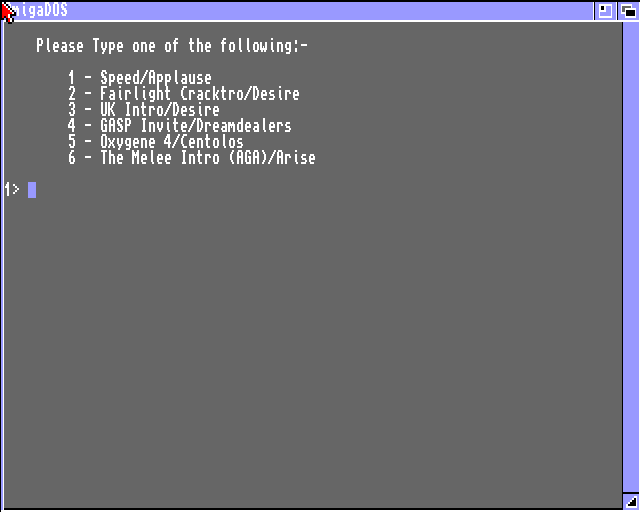 migaDOS
Please Type one of the following:-
1 - Speed/Applause
2 - Fairlight Cracktro/Desire
3 - UK Intro/Desire
4 - GASP Invite/Dreamdealers
5 - Oxygene 4/Centolos
6 - The Melee Intro (AGA)/Arise
1>